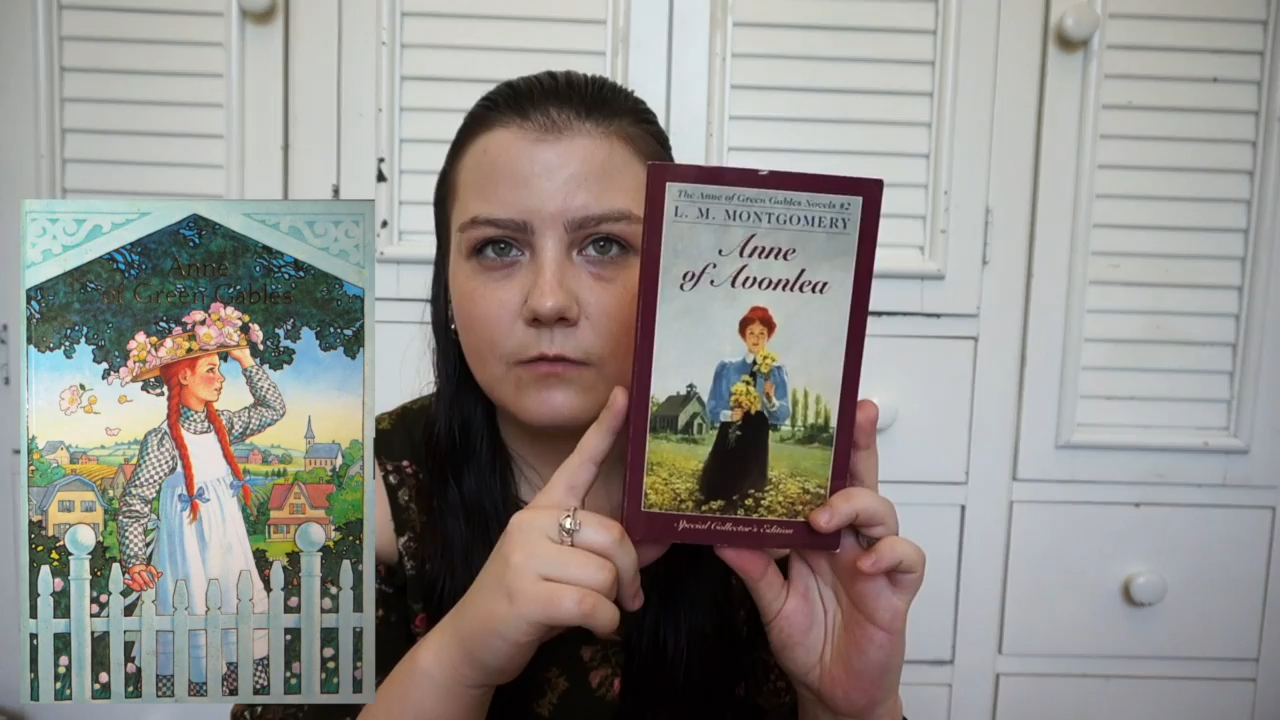 Anne
of Green Gables
The Anne of Green Gables Novels #2
L. M. MONTGOMERY
Anne
of Avonlea
Special Collector's Edition